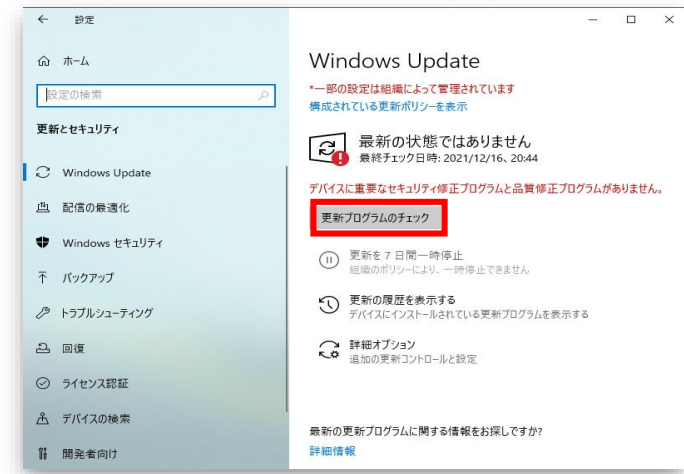 設定
ホーム
設定の検索
更新とセキュリティ
Windows Update
配信の最適化
Windows セキュリティ
バックアップ
トラブルシューティング
回復
ライセンス認証
デバイスの検索
開発者向け
Windows Update
*一部の設定は組織によって管理されています
構成されている更新ポリシーを表示
最新の状態ではありません
最終チェック日時: 2021/12/16、20:44
デバイスに重要なセキュリティ修正プログラムと品質修正プログラムがありません。
更新プログラムのチェック
更新を 7 日間一時停止
組織のポリシーにより、一時停止できません
更新の履歴を表示する
デバイスにインストールされている更新プログラムを表示する
詳細オプション
追加の更新コントロールと設定
最新の更新プログラムに関する情報をお探しですか?
詳細情報